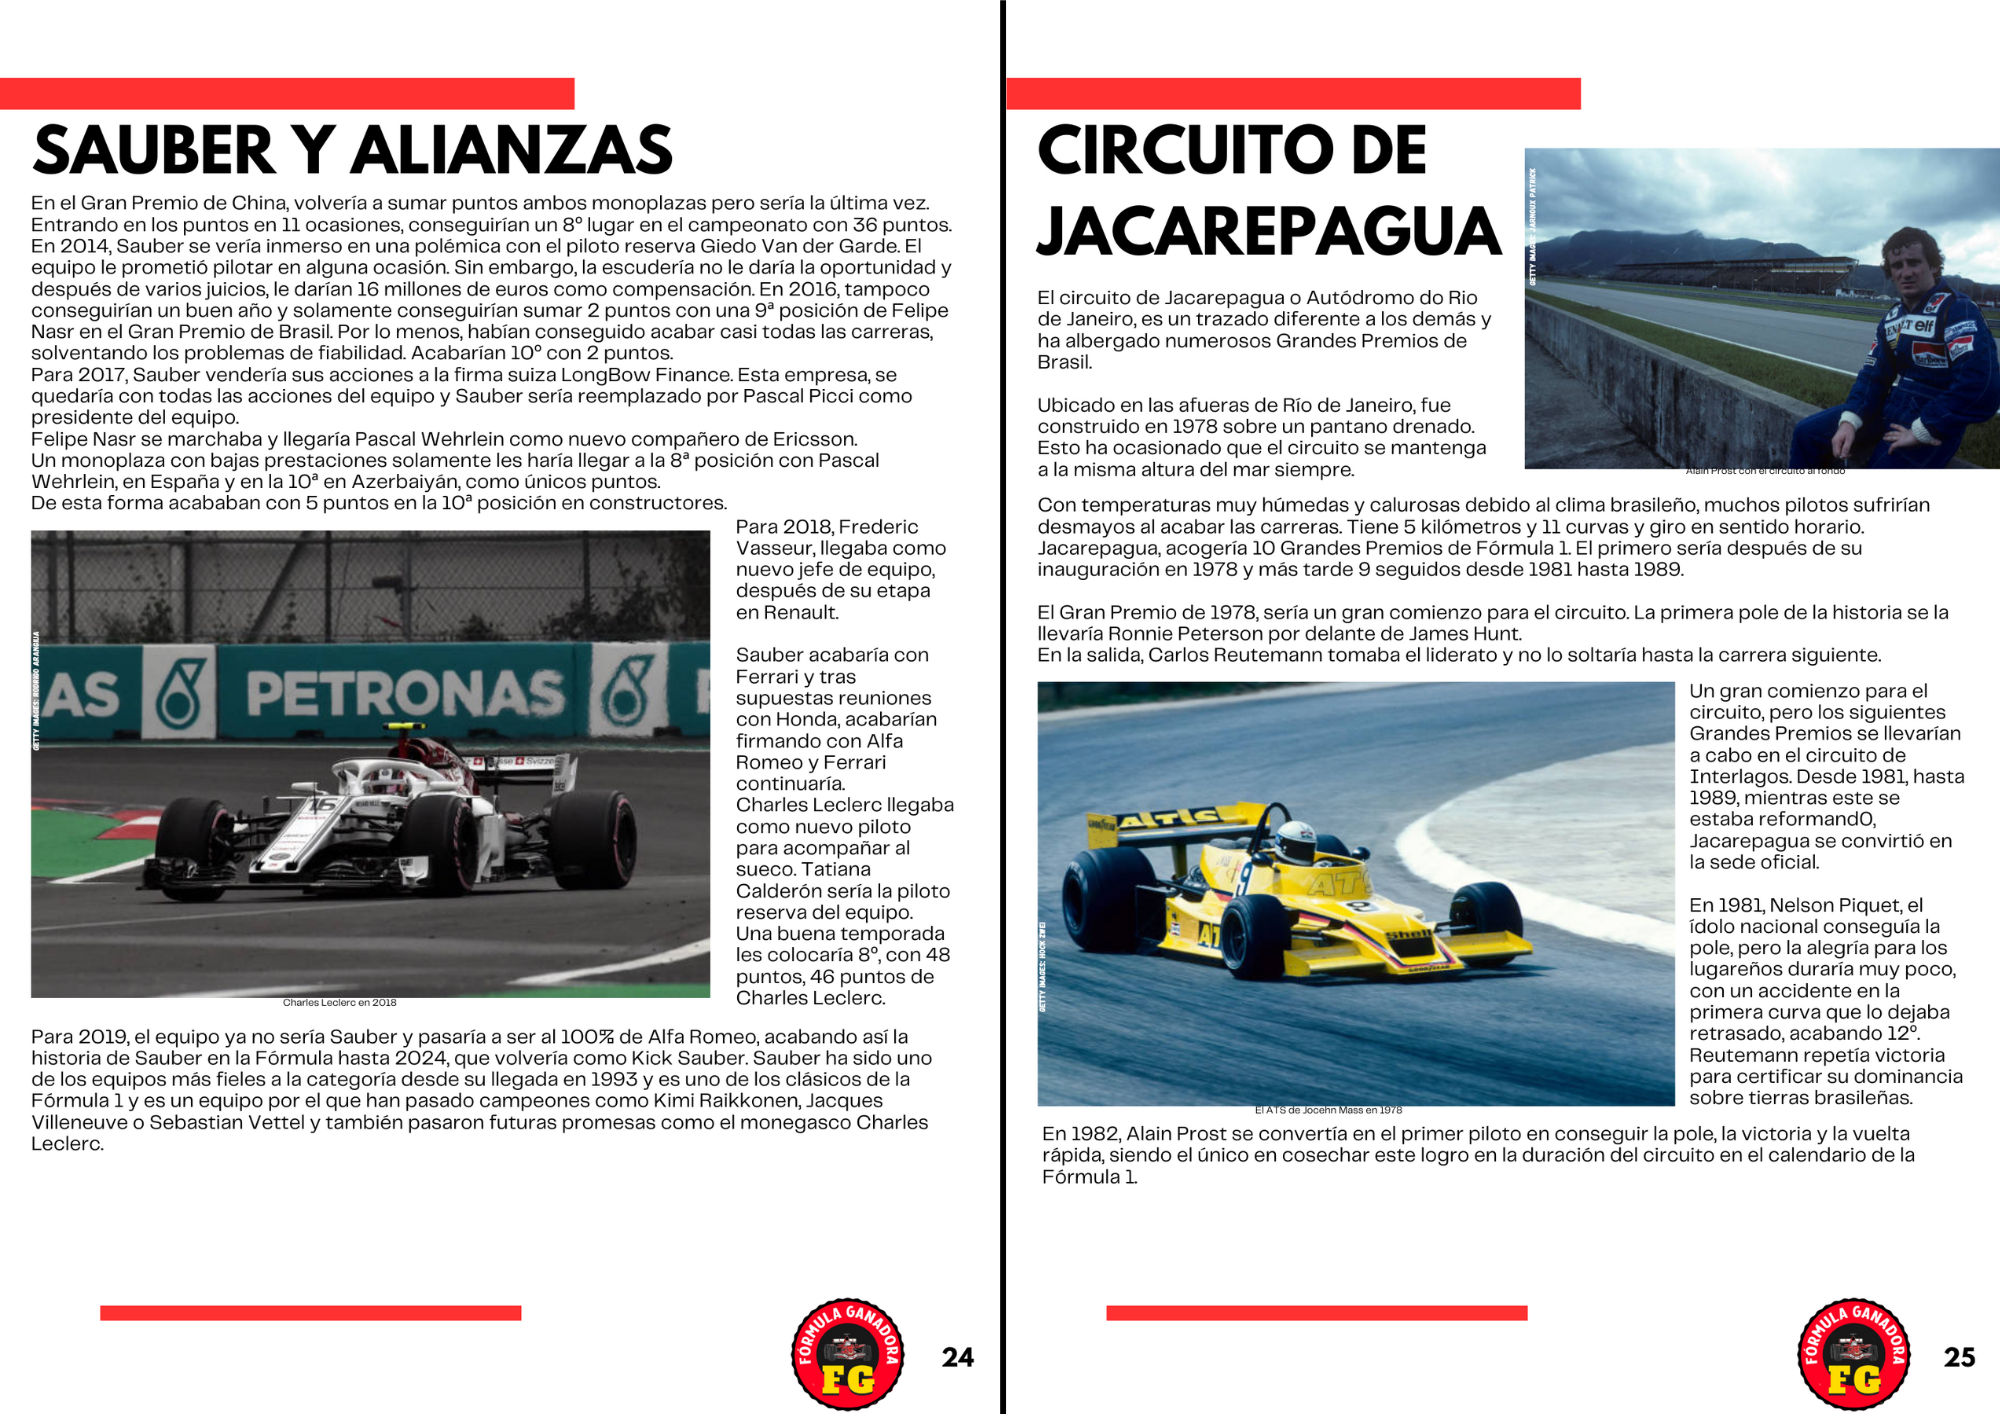 SAUBER Y ALIANZAS
En el Gran Premio de China, volvería a sumar puntos ambos monoplazas pero sería la última vez.
Entrando en los puntos en 11 ocasiones, conseguirían un 8º lugar en el campeonato con 36 puntos.
En 2014, Sauber se vería inmerso en una polémica con el piloto reserva Giedo Van der Garde. El
equipo le prometió pilotar en alguna ocasión. Sin embargo, la escudería no le daría la oportunidad y
después de varios juicios, le darían 16 millones de euros como compensación. En 2016, tampoco
conseguirían un buen año y solamente conseguirían sumar 2 puntos con una 9ª posición de Felipe
Nasr en el Gran Premio de Brasil. Por lo menos, habían conseguido acabar casi todas las carreras,
solventando los problemas de fiabilidad. Acabarían 10º con 2 puntos.
Para 2017, Sauber vendería sus acciones a la firma suiza LongBow Finance. Esta empresa, se
quedaría con todas las acciones del equipo y Sauber sería reemplazado por Pascal Picci como
presidente del equipo.
Felipe Nasr se marchaba y llegaría Pascal Wehrlein como nuevo compañero de Ericsson.
Un monoplaza con bajas prestaciones solamente les haría llegar a la 8ª posición con Pascal
Wehrlein, en España y en la 10ª en Azerbaiyán, como únicos puntos.
De esta forma acababan con 5 puntos en la 10ª posición en constructores.
Para 2018, Frederic
Vasseur, llegaba como
nuevo jefe de equipo,
después de su etapa
en Renault.
Sauber acabaría con
Ferrari y tras
supuestas reuniones
con Honda, acabarían
firmando con Alfa
Romeo y Ferrari
continuaría.
Charles Leclerc llegaba
como nuevo piloto
para acompañar al
sueco. Tatiana
Calderón sería la piloto
reserva del equipo.
Una buena temporada
les colocaría 8º, con 48
puntos, 46 puntos de
Charles Leclerc.
GETTY IMAGES: RODRIGO ARANGUA
AS
PETRONAS
16
Charles Leclerc en 2018
Para 2019, el equipo ya no sería Sauber y pasaría a ser al 100% de Alfa Romeo, acabando así la
historia de Sauber en la Fórmula hasta 2024, que volvería como Kick Sauber. Sauber ha sido uno
de los equipos más fieles a la categoría desde su llegada en 1993 y es uno de los clásicos de la
Fórmula 1 y es un equipo por el que han pasado campeones como Kimi Raikkonen, Jacques
Villeneuve o Sebastian Vettel y también pasaron futuras promesas como el monegasco Charles
Leclerc.
FÓRMULA GANADORA
FG
24
CIRCUITO DE
JACAREPAGUA
GETTY IMAGES: JARNOUX PATRICK
RENAULT elf
Marlboro
Alain Prost con el circuito al fondo
El circuito de Jacarepagua o Autódromo do Rio
de Janeiro, es un trazado diferente a los demás y
ha albergado numerosos Grandes Premios de
Brasil.
Ubicado en las afueras de Río de Janeiro, fue
construido en 1978 sobre un pantano drenado.
Esto ha ocasionado que el circuito se mantenga
a la misma altura del mar siempre.
Con temperaturas muy húmedas y calurosas debido al clima brasileño, muchos pilotos sufrirían
desmayos al acabar las carreras. Tiene 5 kilómetros y 11 curvas y giro en sentido horario.
Jacarepagua, acogería 10 Grandes Premios de Fórmula 1. El primero sería después de su
inauguración en 1978 y más tarde 9 seguidos desde 1981 hasta 1989.
El Gran Premio de 1978, sería un gran comienzo para el circuito. La primera pole de la historia se la
llevaría Ronnie Peterson por delante de James Hunt.
En la salida, Carlos Reutemann tomaba el liderato y no lo soltaría hasta la carrera siguiente.
GETTY IMAGES: HOCH ZWEI
ATS
9
ATS
Shell
GOODYEAR
El ATS de Jocehn Mass en 1978
Un gran comienzo para el
circuito, pero los siguientes
Grandes Premios se llevarían
a cabo en el circuito de
Interlagos. Desde 1981, hasta
1989, mientras este se
estaba reformandO,
Jacarepagua se convirtió en
la sede oficial.
En 1981, Nelson Piquet, el
ídolo nacional conseguía la
pole, pero la alegría para los
lugareños duraría muy poco,
con un accidente en la
primera curva que lo dejaba
retrasado, acabando 12º.
Reutemann repetía victoria
para certificar su dominancia
sobre tierras brasileñas.
En 1982, Alain Prost se convertía en el primer piloto en conseguir la pole, la victoria y la vuelta
rápida, siendo el único en cosechar este logro en la duración del circuito en el calendario de la
Fórmula 1.
FÓRMULA GANADORA
FG
25